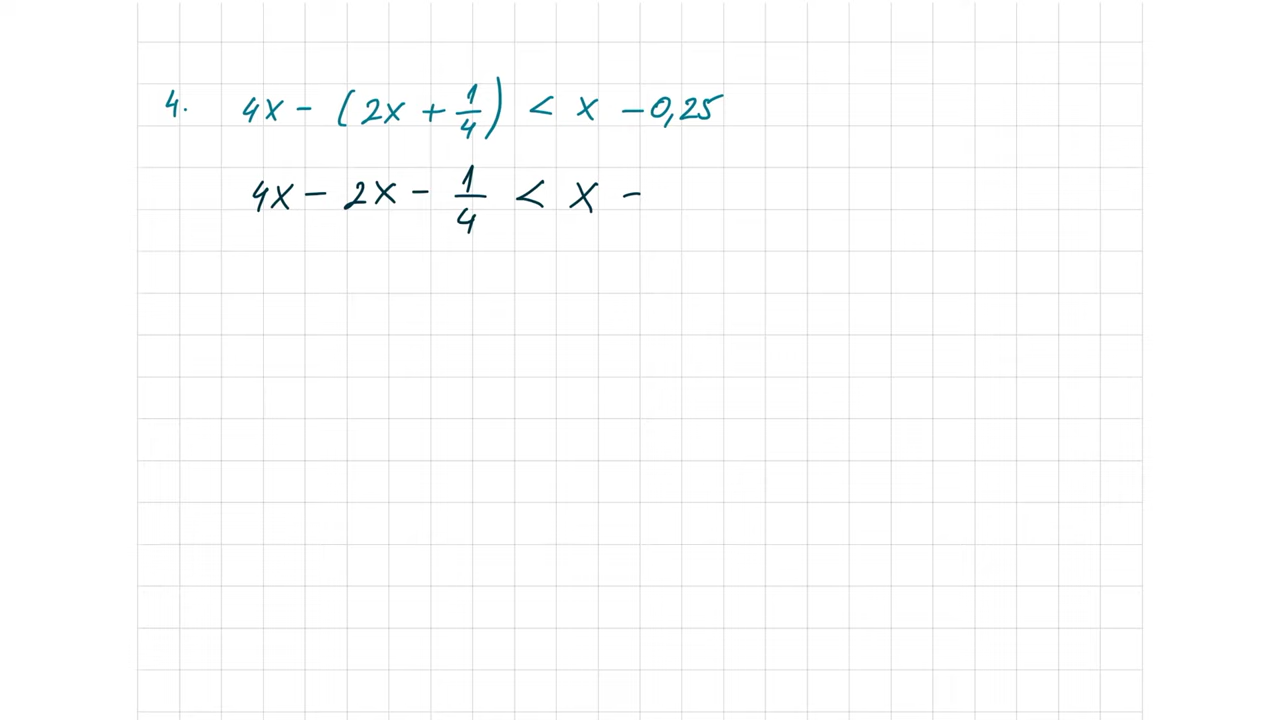 4. 4x - (2x + 1/4) < x - 0,25
4x - 2x - 1/4 < x -